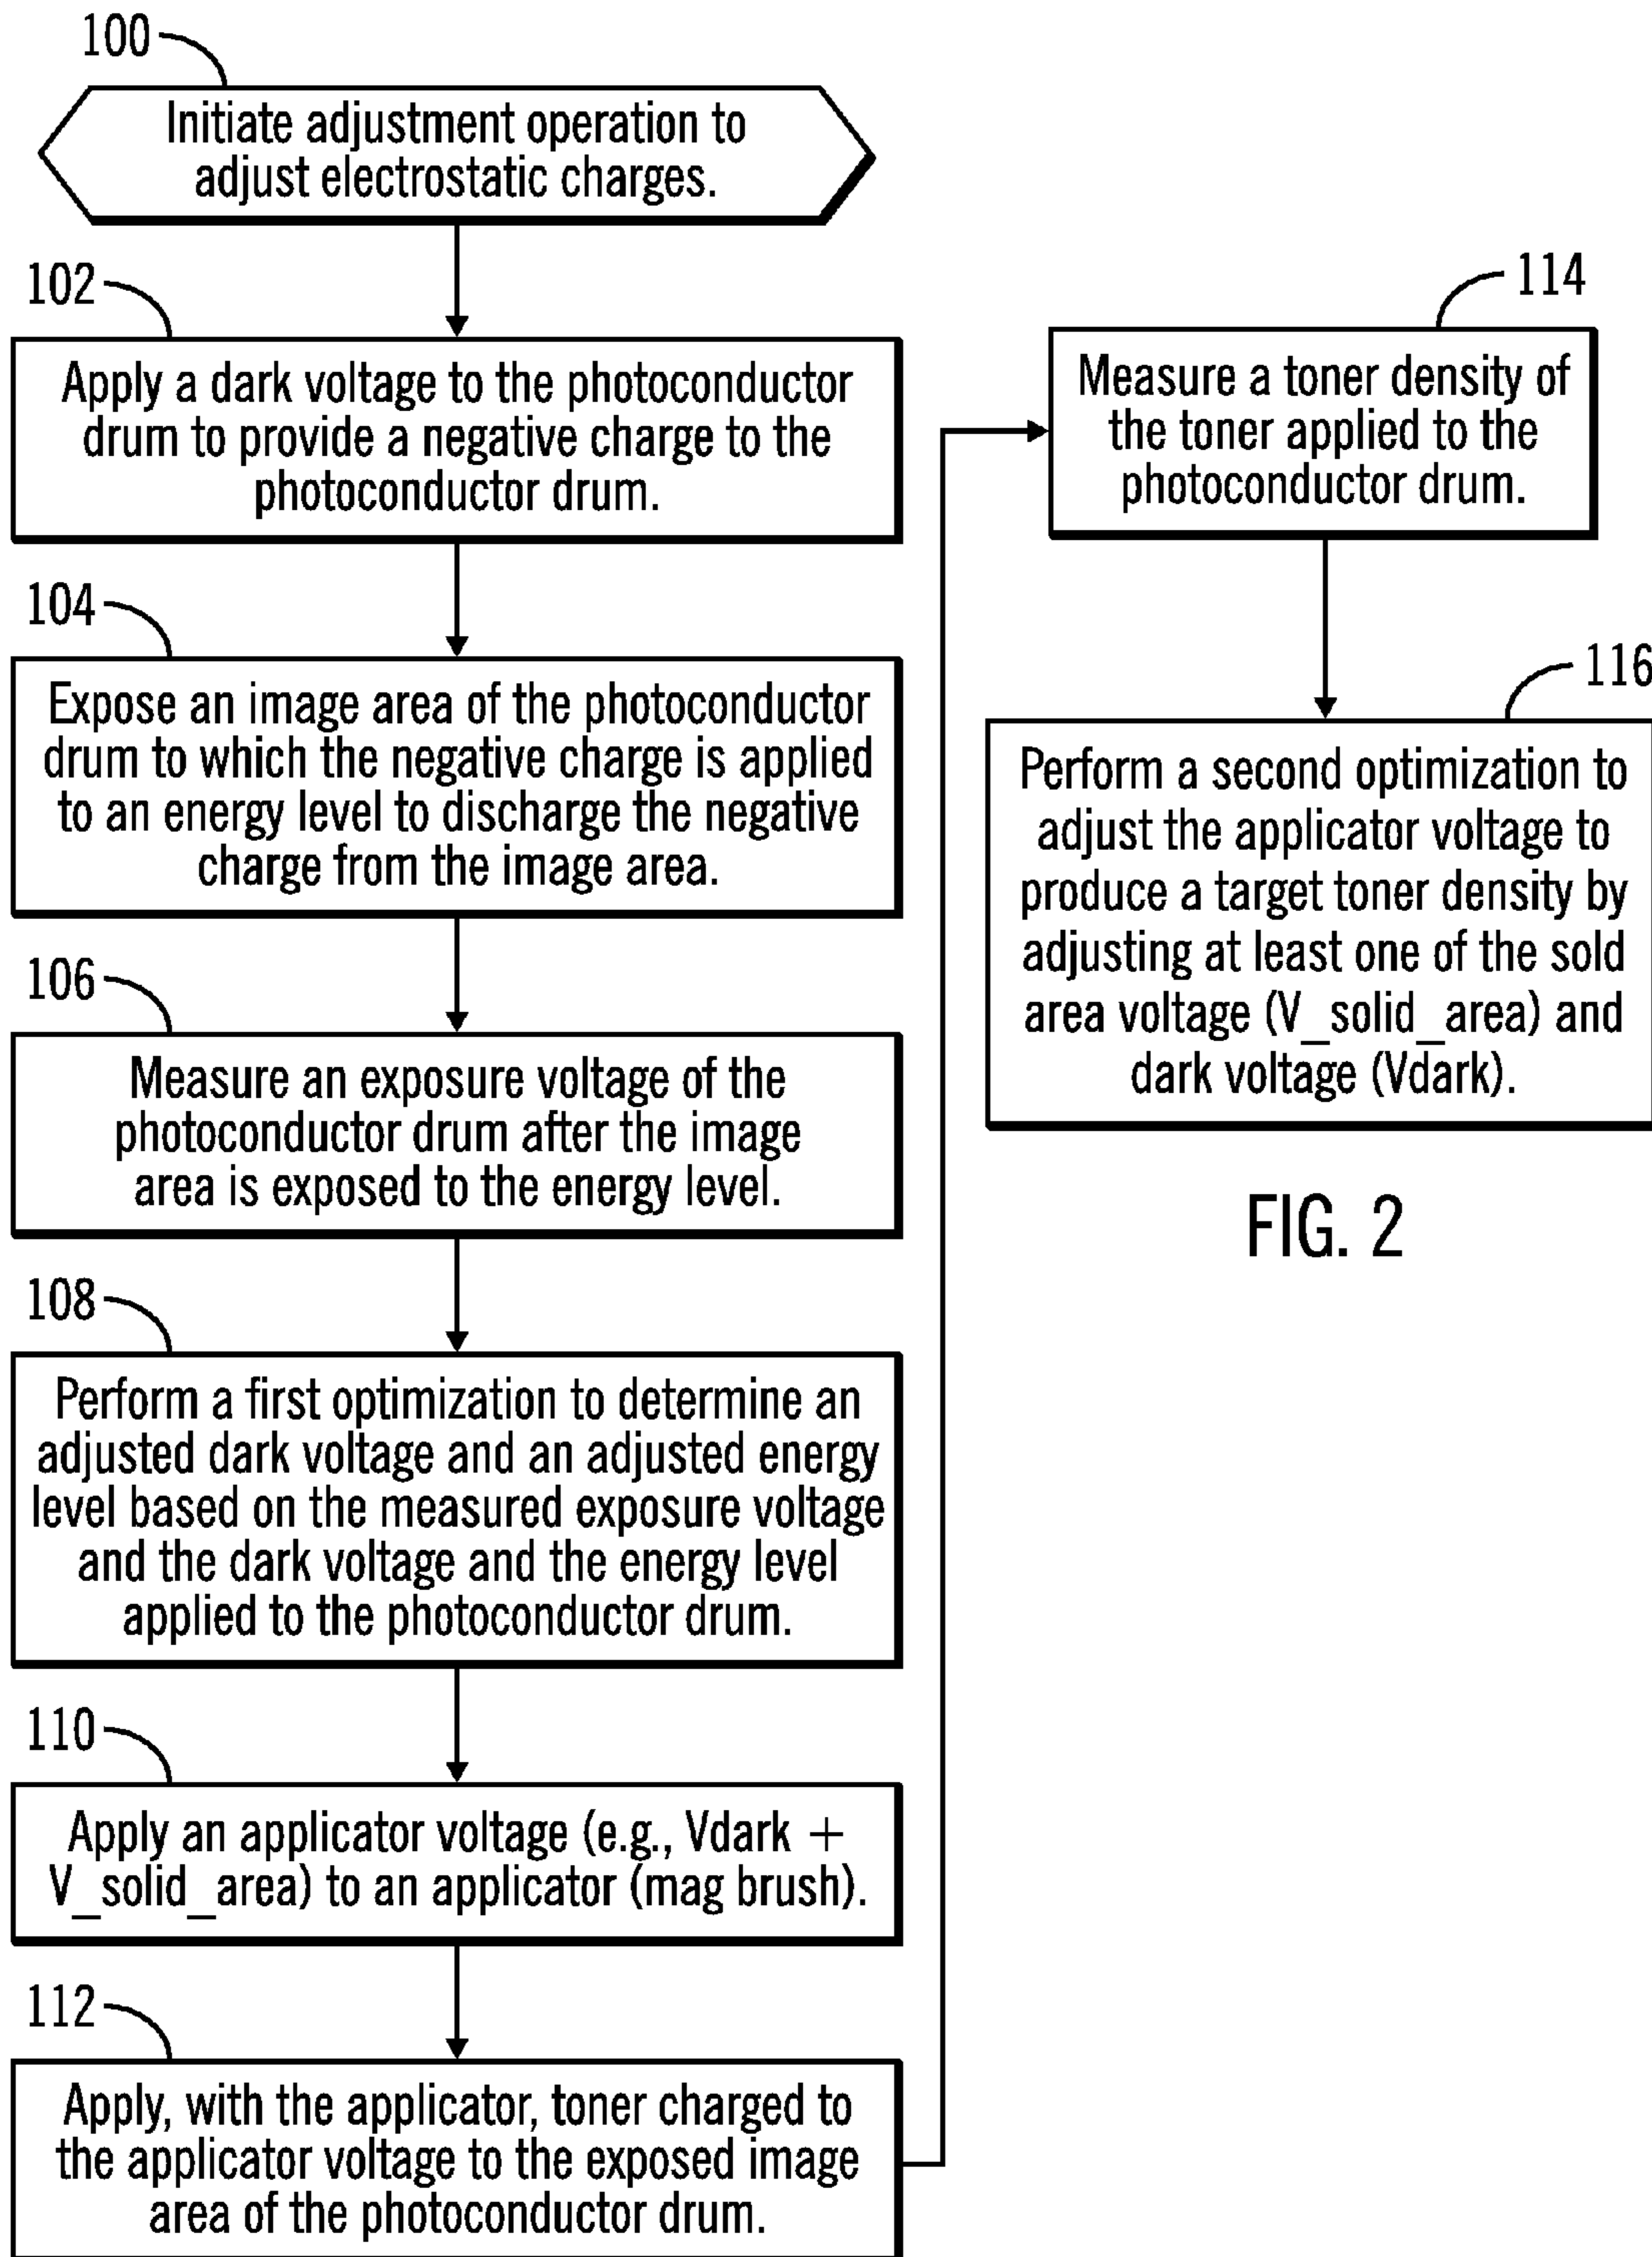 100
Initiate adjustment operation to
adjust electrostatic charges.
102
Apply a dark voltage to the photoconductor
drum to provide a negative charge to the
photoconductor drum.
104
Expose an image area of the photoconductor
drum to which the negative charge is applied
to an energy level to discharge the negative
charge from the image area.
106
Measure an exposure voltage of the
photoconductor drum after the image
area is exposed to the energy level.
108
Perform a first optimization to determine an
adjusted dark voltage and an adjusted energy
level based on the measured exposure voltage
and the dark voltage and the energy level
applied to the photoconductor drum.
110
Apply an applicator voltage (e.g., Vdark +
V_solid_area) to an applicator (mag brush).
112
Apply, with the applicator, toner charged to
the applicator voltage to the exposed image
area of the photoconductor drum.
114
Measure a toner density of
the toner applied to the
photoconductor drum.
116
Perform a second optimization to
adjust the applicator voltage to
produce a target toner density by
adjusting at least one of the sold
area voltage (V_solid_area) and
dark voltage (Vdark).
FIG. 2